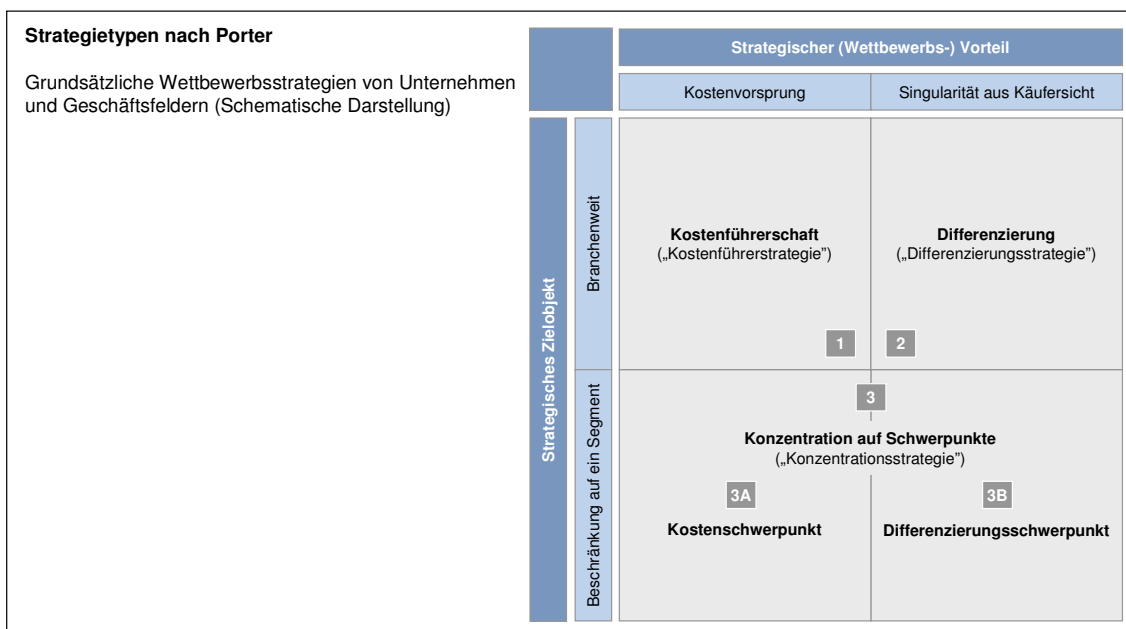 Strategietypen nach Porter
Grundsätzliche Wettbewerbsstrategien von Unternehmen
und Geschäftsfeldern (Schematische Darstellung)
Strategischer (Wettbewerbs-) Vorteil
Kostenvorsprung
Singularität aus Käufersicht
Strategisches Zielobjekt
Branchenweit
Kostenführerschaft
(„Kostenführerstrategie”)
1
Differenzierung
(„Differenzierungsstrategie”)
2
Beschränkung auf ein Segment
3
Konzentration auf Schwerpunkte
(„Konzentrationsstrategie”)
3A
Kostenschwerpunkt
3B
Differenzierungsschwerpunkt